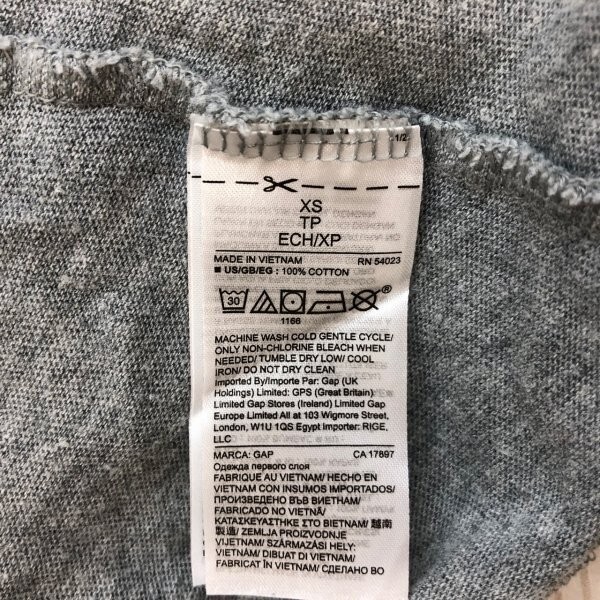 1/2
XS
TP
ECH/XP
MADE IN VIETNAM RN 54023
■ US/GB/EG : 100% COTTON
30
1166
MACHINE WASH COLD GENTLE CYCLE/
ONLY NON-CHLORINE BLEACH WHEN
NEEDED/ TUMBLE DRY LOW/ COOL
IRON/ DO NOT DRY CLEAN
Imported By/Importe Par: Gap (UK
Holdings) Limited: GPS (Great Britain):
Limited Gap Stores (Ireland) Limited Gap
Europe Limited All at 103 Wigmore Street,
London, W1U 1QS Egypt Importer: RIGE,
LLC
MARCA: GAP CA 17897
Одежда первого слоя
FABRIQUE AU VIETNAM/ HECHO EN
VIETNAM CON INSUMOS IMPORTADOS/
ПРОИЗВЕДЕНО ВЪВ ВИЕТНАМ/
FABRICADO NO VIETNÃ/
ΚΑΤΑΣΚΕΥΑΣΤΗΚΕ ΣΤΟ ΒΙΕΤΝΑΜ/ 越南
製造/ ZEMLJA PROIZVODNJE
VIJETNAM/ SZÁRMAZÁSI HELY:
VIETNÁM/ DIBUAT DI VIETNAM/
FABRICAT ÎN VIETNAM/ СДЕЛАНО ВО